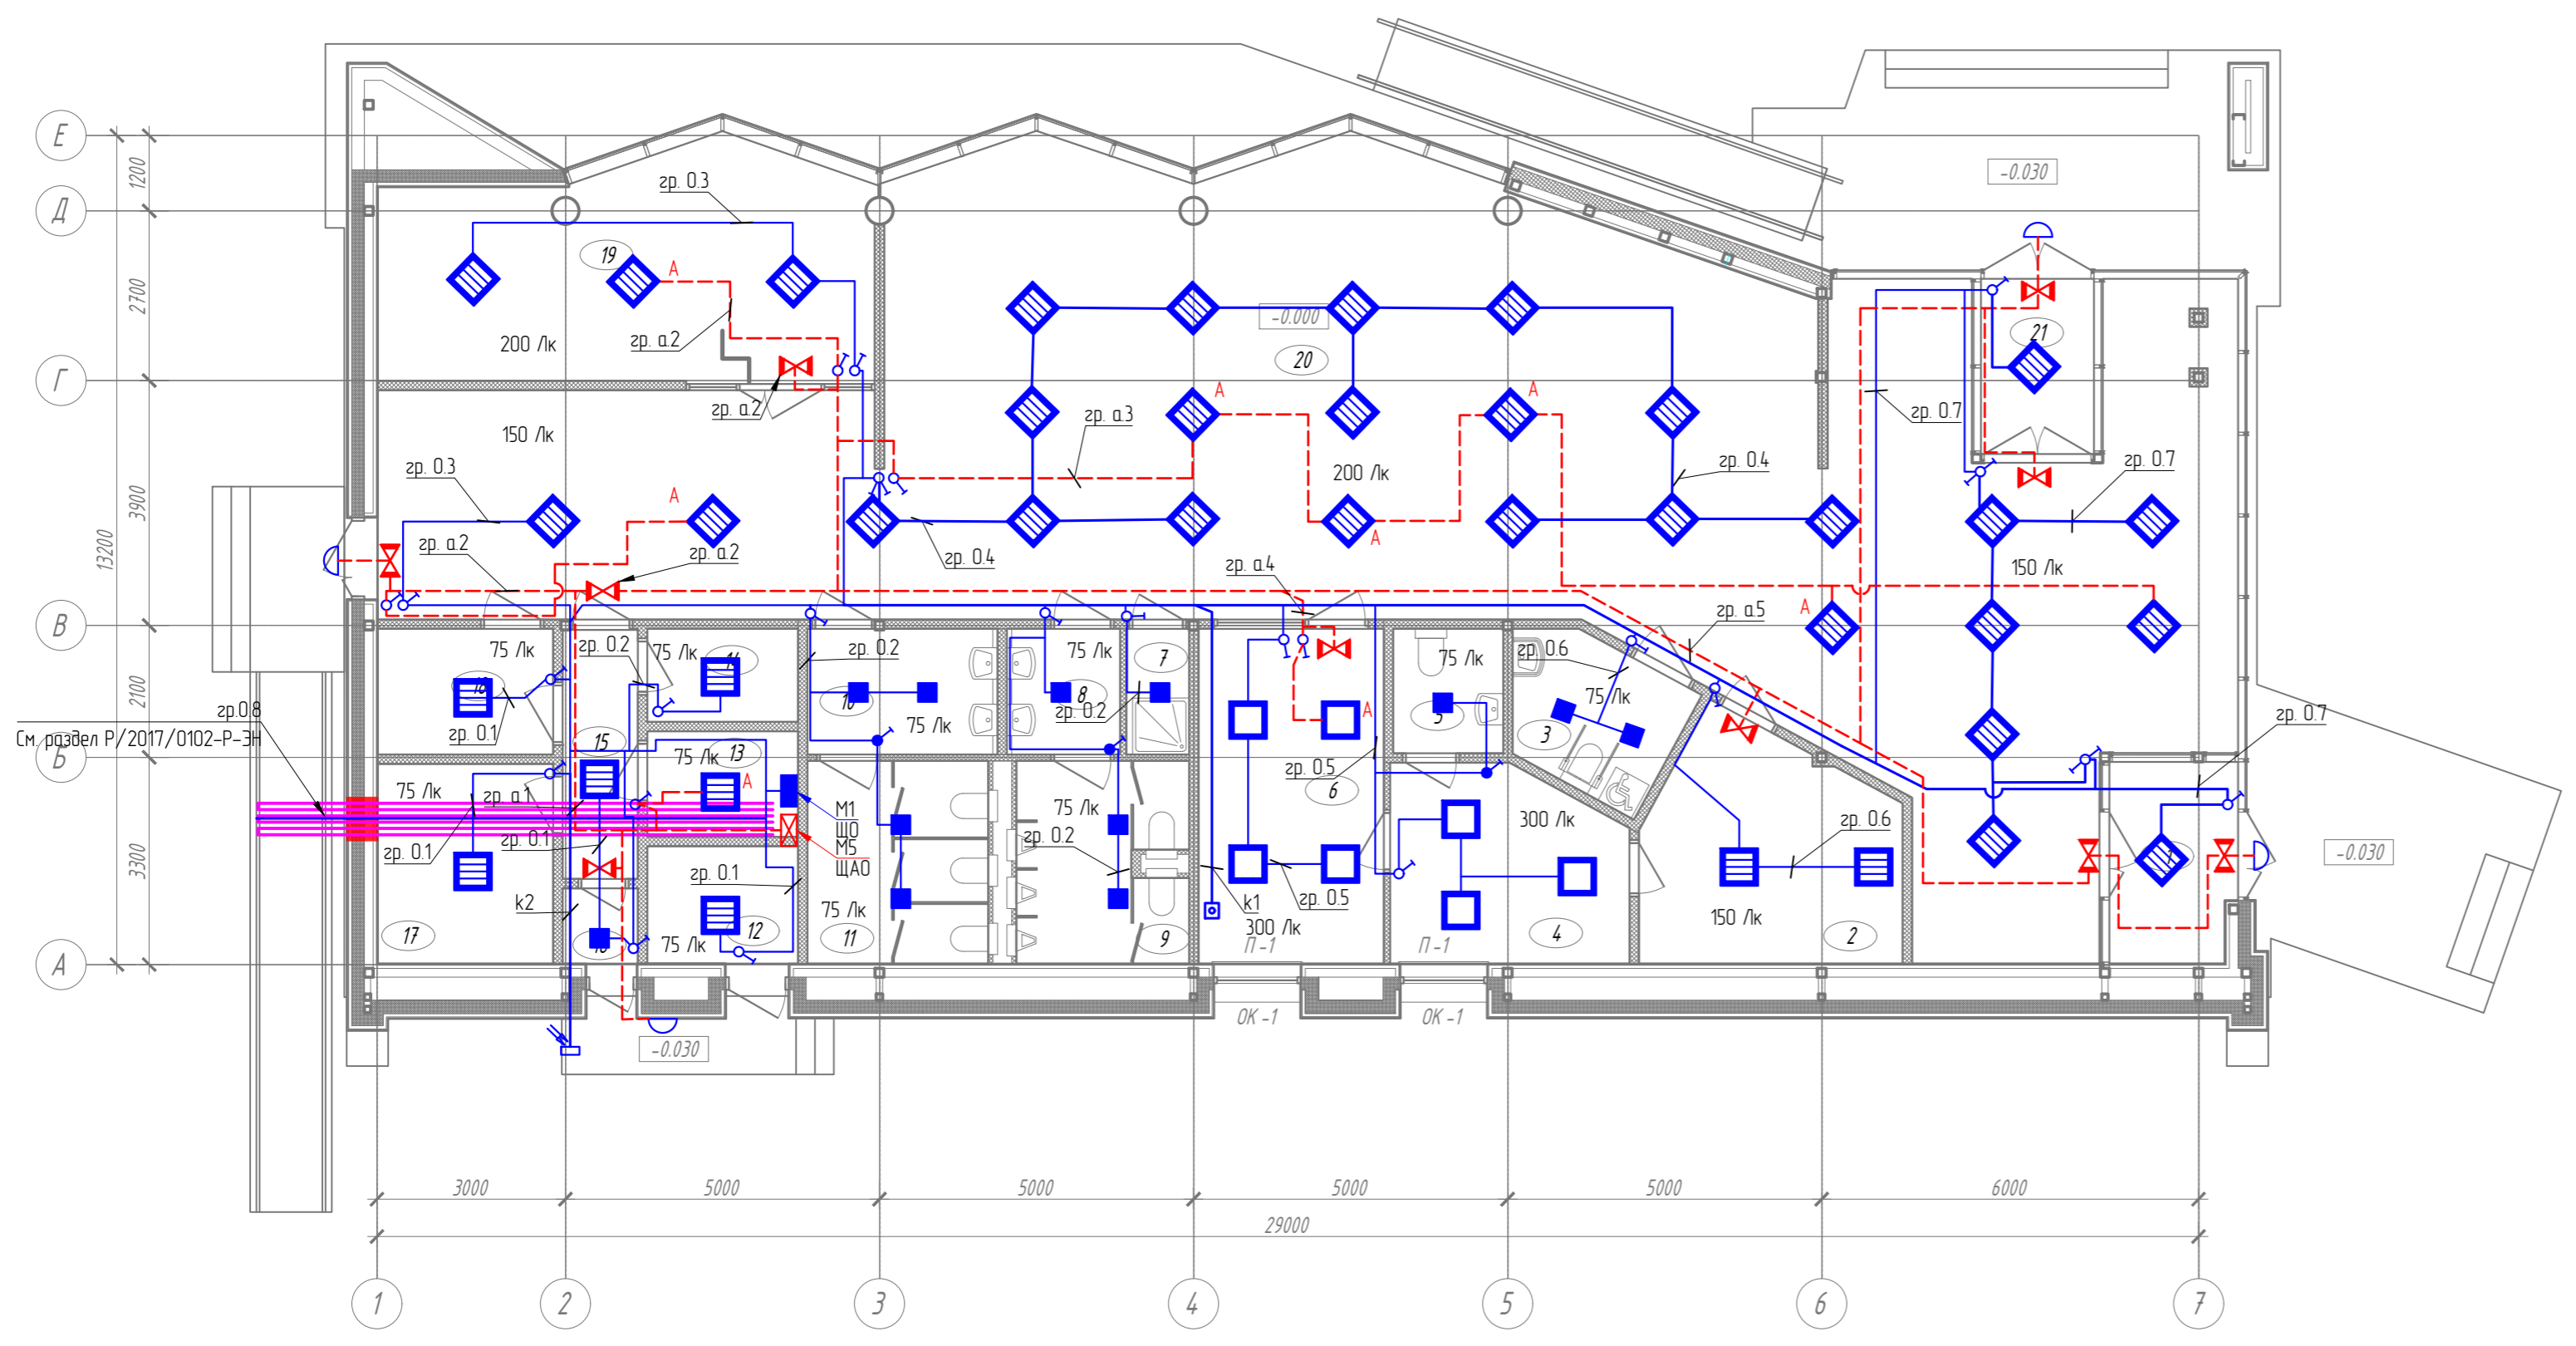 Е
-0.030
1200
гр. 0.3
Д
19
А
2700
-0.000
21
200 Лк
гр. а.2
20
Г
А
А
гр. 0.7
гр. а.2
гр. а.3
150 Лк
гр. 0.3
200 Лк
гр. 0.4
гр. 0.7
3900
13200
А
гр. а.2
гр. а.2
гр. 0.4
А
гр. а.4
150 Лк
А
гр. а.5
В
75 Лк
гр. 0.2
75 Лк
14
гр. 0.2
75 Лк
7
75 Лк
гр. 0.6
2100
18
10
8
А
75 Лк
гр.0.8
гр. 0.1
75 Лк
гр. 0.2
5
3
гр. 0.7
См. раздел Р/2017/0102-Р-ЭН
15
13
Б
75 Лк
75 Лк
А
гр. а.1
гр. 0.5
6
М1
ЩО
75 Лк
300 Лк
гр. 0.6
гр. 0.1
гр. 0.1
М5
ЩАО
гр. 0.2
1
-0.030
3300
k2
гр. 0.1
k1
гр. 0.5
17
16
75 Лк
12
75 Лк
11
9
300 Лк
4
150 Лк
2
А
П-1
П-1
ОК-1
ОК-1
-0.030
3000
5000
5000
5000
5000
6000
29000
1
2
3
4
5
6
7